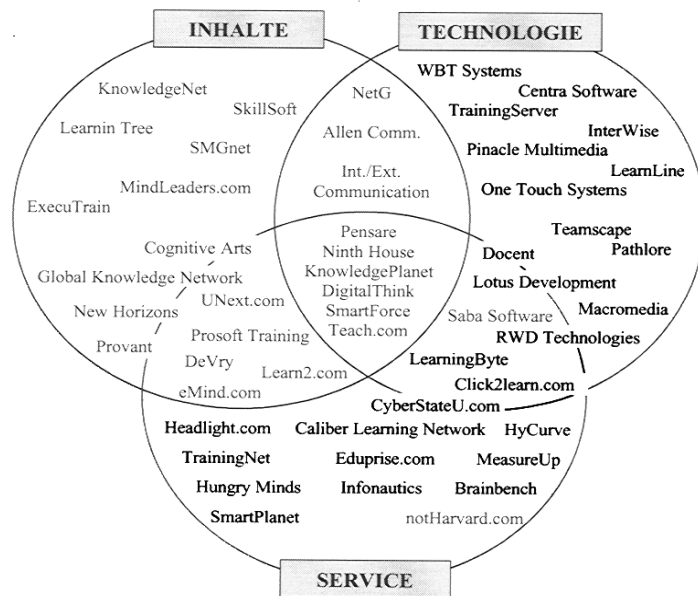 INHALTE
TECHNOLOGIE
KnowledgeNet
SkillSoft
Learnin Tree
SMGnet
MindLeaders.com
ExecuTrain
NetG
Allen Comm.
Int./Ext.
Communication
WBT Systems
Centra Software
TrainingServer
InterWise
Pinacle Multimedia
LearnLine
One Touch Systems
Teamscape
Pathlore
Docent
Lotus Development
Macromedia
Saba Software
RWD Technologies
LearningByte
Click2learn.com
Pensare
Ninth House
KnowledgePlanet
DigitalThink
SmartForce
Teach.com
Cognitive Arts
Global Knowledge Network
UNext.com
New Horizons
Prosoft Training
Provant
DeVry
Learn2.com
eMind.com
CyberStateU.com
Headlight.com
Caliber Learning Network
HyCurve
TrainingNet
Eduprise.com
MeasureUp
Hungry Minds
Infonautics
Brainbench
SmartPlanet
notHarvard.com
SERVICE